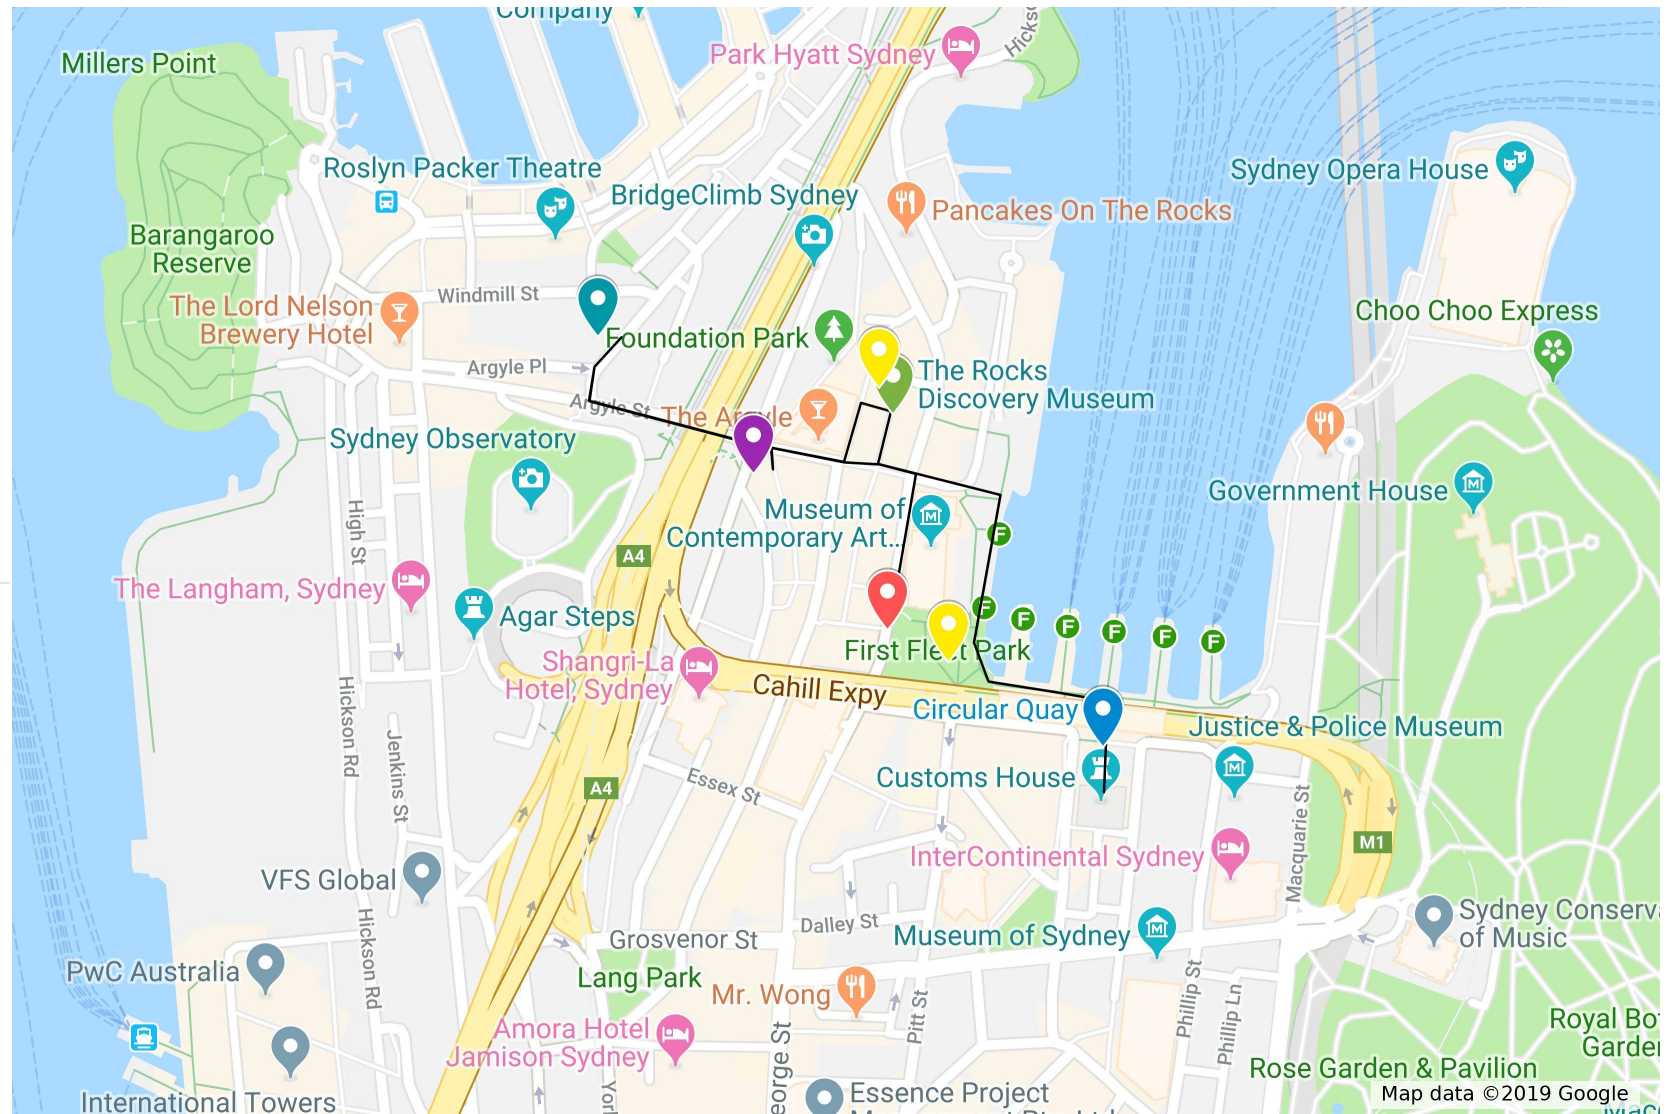 Company
Hickso
Park Hyatt Sydney
Millers Point
Roslyn Packer Theatre
BridgeClimb Sydney
Sydney Opera House
Pancakes On The Rocks
Barangaroo
Reserve
Windmill St
The Lord Nelson
Brewery Hotel
Choo Choo Express
Foundation Park
Argyle Pl
The Rocks
Discovery Museum
Argyle St
The Argyle
Sydney Observatory
Government House
Museum of
Contemporary Art...
High St
A4
F
The Langham, Sydney
Agar Steps
F
F
F
F
F
F
First Fleet Park
Shangri-La
Hotel, Sydney
Cahill Expy
Circular Quay
Justice & Police Museum
Hickson Rd
Jenkins St
Customs House
Essex St
A4
Macquarie St
M1
InterContinental Sydney
VFS Global
Dalley St
Sydney Conserva
of Music
Grosvenor St
Museum of Sydney
Hickson Rd
PwC Australia
Lang Park
Mr. Wong
Pitt St
Phillip St
Phillip Ln
Royal Bot
Garden
Amora Hotel
Jamison Sydney
George St
York
Rose Garden & Pavilion
Essence Project
International Towers
Map data ©2019 Google